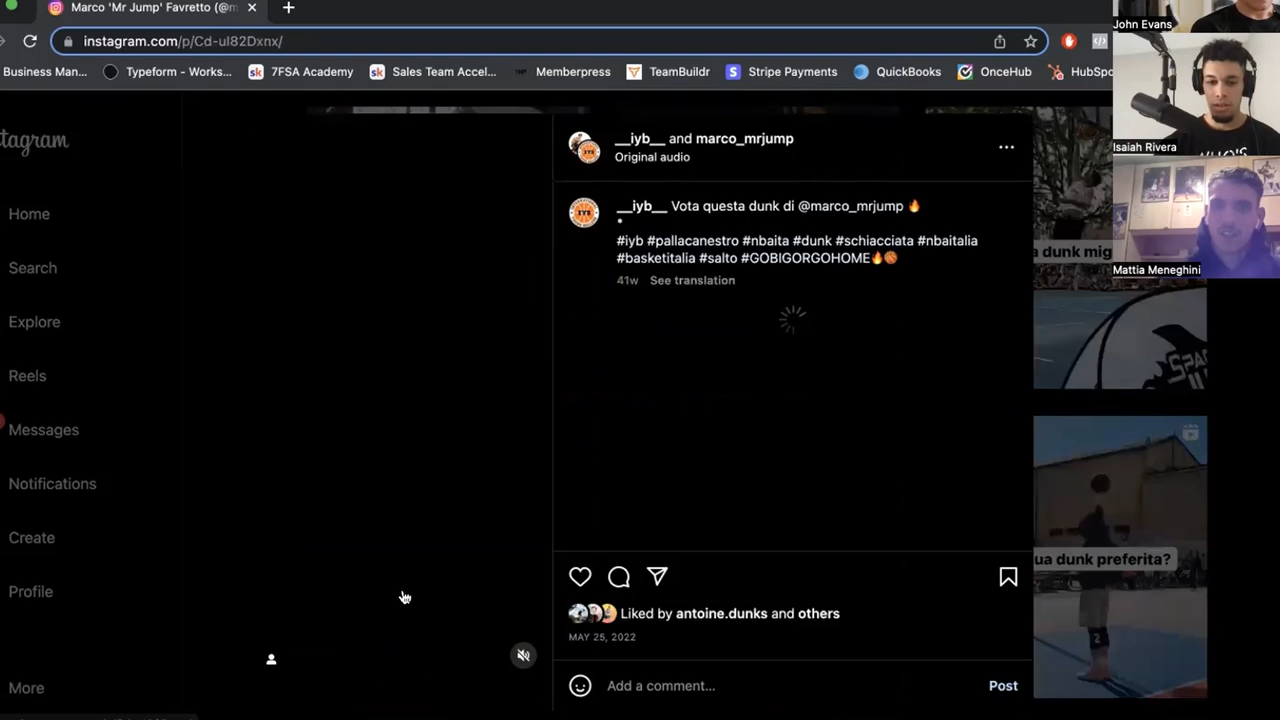 Marco 'Mr Jump' Favretto (@m
instagram.com/p/Cd-ul82Dxnx/
Business Man...
Typeform - Works...
7FSA Academy
Sales Team Accel...
Memberpress
TeamBuildr
Stripe Payments
QuickBooks
OnceHub
HubSpo
John Evans
Isaiah Rivera
Mattia Meneghini
tagram
Home
Search
Explore
Reels
Messages
Notifications
Create
Profile
More
__iyb__ and marco_mrjump
Original audio
__iyb__ Vota questa dunk di @marco_mrjump 🔥
*
#iyb #pallacanestro #nbaita #dunk #schiacciata #nbaitalia
#basketitalia #salto #GOBIGORGOHOME🔥🏀
41w See translation
Liked by antoine.dunks and others
MAY 25, 2022
Add a comment...
Post
a dunk mig
ua dunk preferita?
2